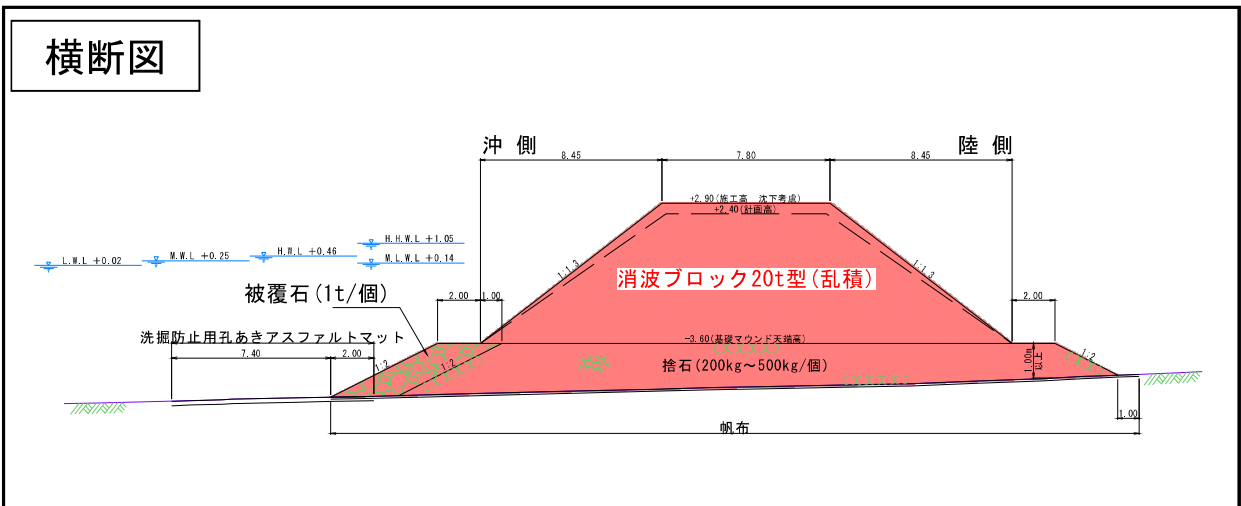 横断図
沖側
陸側
8.45
7.80
8.45
+2.90(施工高 沈下考慮)
+2.40(計画高)
H.H.W.L +1.05
H.W.L +0.46
M.W.L +0.25
L.W.L +0.02
M.L.W.L +0.14
1:1.3
1:1.3
消波ブロック20t型(乱積)
被覆石(1t/個)
2.00
1.00
2.00
洗掘防止用孔あきアスファルトマット
-3.60(基礎マウンド天端高)
7.40
2.00
1:2
1:2
捨石(200kg～500kg/個)
1.00m
以上
1:2
1.00
帆布